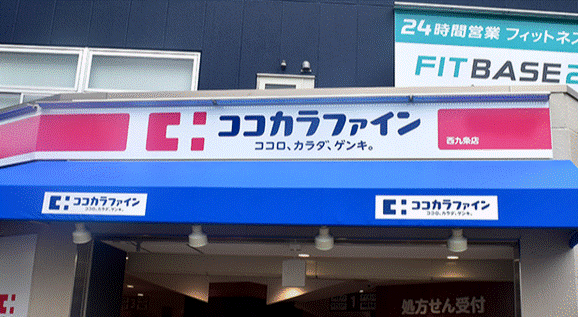 24時間営業 フィットネス
FITBASE2
ココカラファイン
ココロ、カラダ、ゲンキ。
西九条店
ココカラファイン
ココロ、カラダ、ゲンキ。
ココカラファイン
ココロ、カラダ、ゲンキ。
処方せん受付